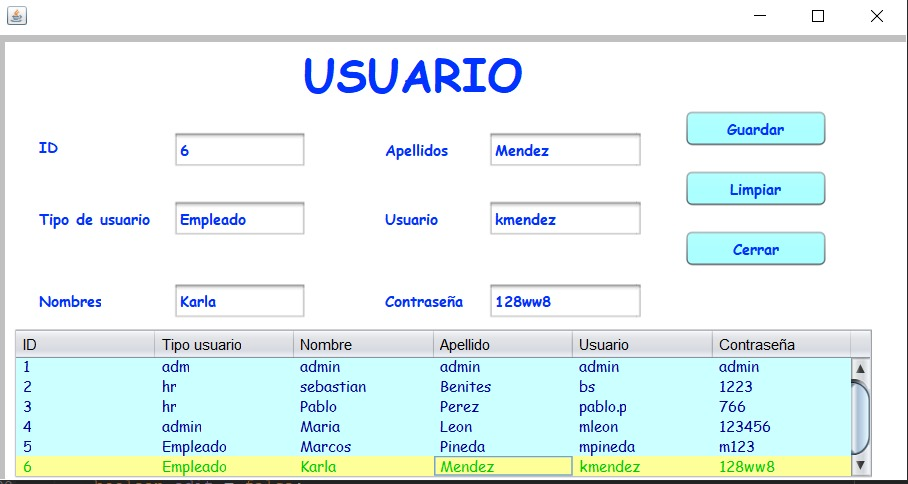 USUARIO
ID 6 Apellidos Mendez Guardar
Limpiar
Tipo de usuario Empleado Usuario kmendez
Cerrar
Nombres Karla Contraseña 128ww8
ID Tipo usuario Nombre Apellido Usuario Contraseña
1 adm admin admin admin admin
2 hr sebastian Benites bs 1223
3 hr Pablo Perez pablo.p 766
4 admin Maria Leon mleon 123456
5 Empleado Marcos Pineda mpineda m123
6 Empleado Karla Mendez kmendez 128ww8